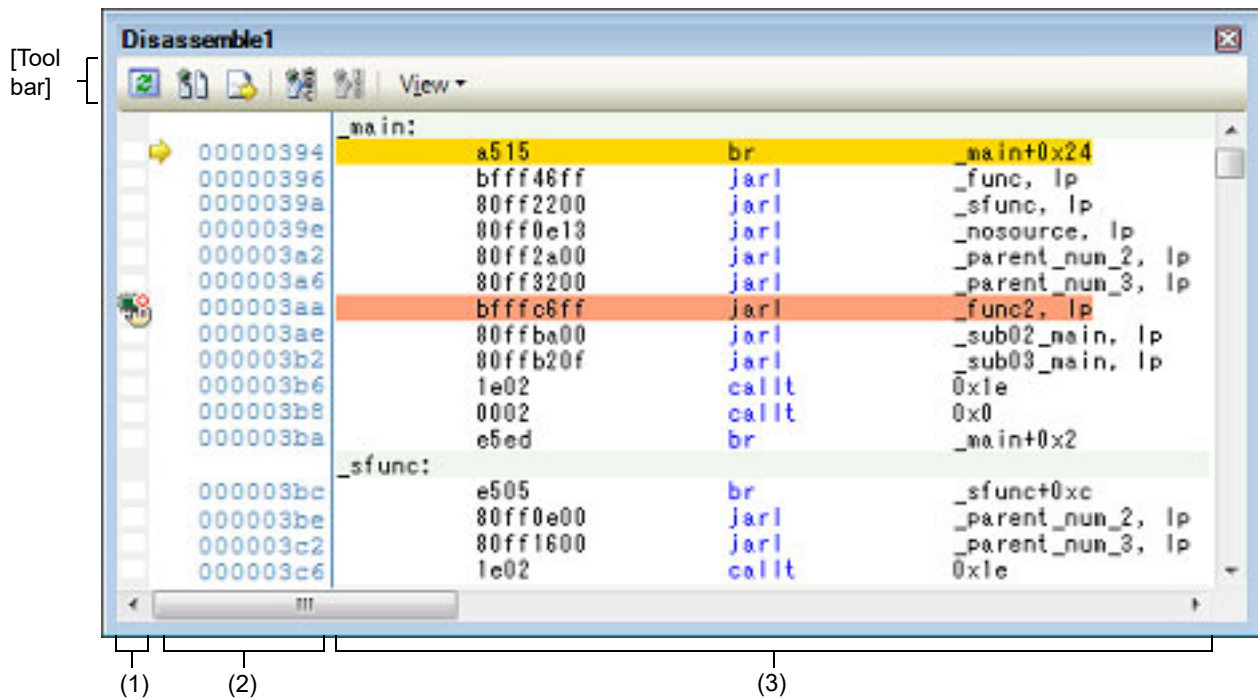 Disassemble1
[Tool bar]
View
_main:
00000394 a515 br _main+0x24
00000396 bfff46ff jarl _func, lp
0000039a 80ff2200 jarl _sfunc, lp
0000039e 80ff0e13 jarl _nosource, lp
000003a2 80ff2a00 jarl _parent_num_2, lp
000003a6 80ff3200 jarl _parent_num_3, lp
000003aa bfffc6ff jarl _func2, lp
000003ae 80ffba00 jarl _sub02_main, lp
000003b2 80ffb20f jarl _sub03_main, lp
000003b6 1e02 callt 0x1e
000003b8 0002 callt 0x0
000003ba e5ed br _main+0x2
_sfunc:
000003bc e505 br _sfunc+0xc
000003be 80ff0e00 jarl _parent_num_2, lp
000003c2 80ff1600 jarl _parent_num_3, lp
000003c6 1e02 callt 0x1e
(1) (2) (3)